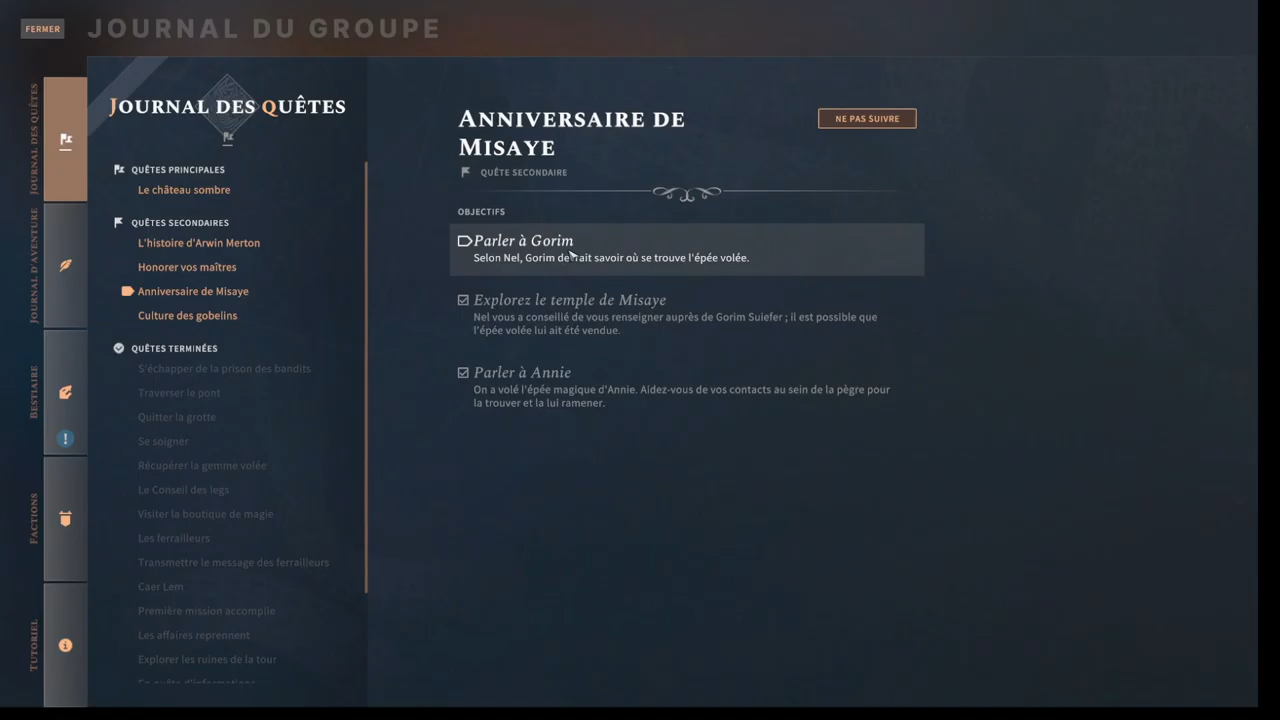 FERMER
JOURNAL DU GROUPE
JOURNAL DES QUÊTES
JOURNAL D'AVENTURE
BESTIAIRE
FACTIONS
TUTORIEL
JOURNAL DES QUÊTES
QUÊTES PRINCIPALES
Le château sombre
QUÊTES SECONDAIRES
L'histoire d'Arwin Merton
Honorer vos maîtres
Anniversaire de Misaye
Culture des gobelins
QUÊTES TERMINÉES
S'échapper de la prison des bandits
Traverser le pont
Quitter la grotte
Se soigner
Récupérer la gemme volée
Le Conseil des legs
Visiter la boutique de magie
Les ferrailleurs
Transmettre le message des ferrailleurs
Caer Lem
Première mission accomplie
Les affaires reprennent
Explorer les ruines de la tour
ANNIVERSAIRE DE
MISAYE
NE PAS SUIVRE
QUÊTE SECONDAIRE
OBJECTIFS
Parler à Gorim
Selon Nel, Gorim devrait savoir où se trouve l'épée volée.
Explorez le temple de Misaye
Nel vous a conseillé de vous renseigner auprès de Gorim Suiefer ; il est possible que
l'épée volée lui ait été vendue.
Parler à Annie
On a volé l'épée magique d'Annie. Aidez-vous de vos contacts au sein de la pègre pour
la trouver et la lui ramener.